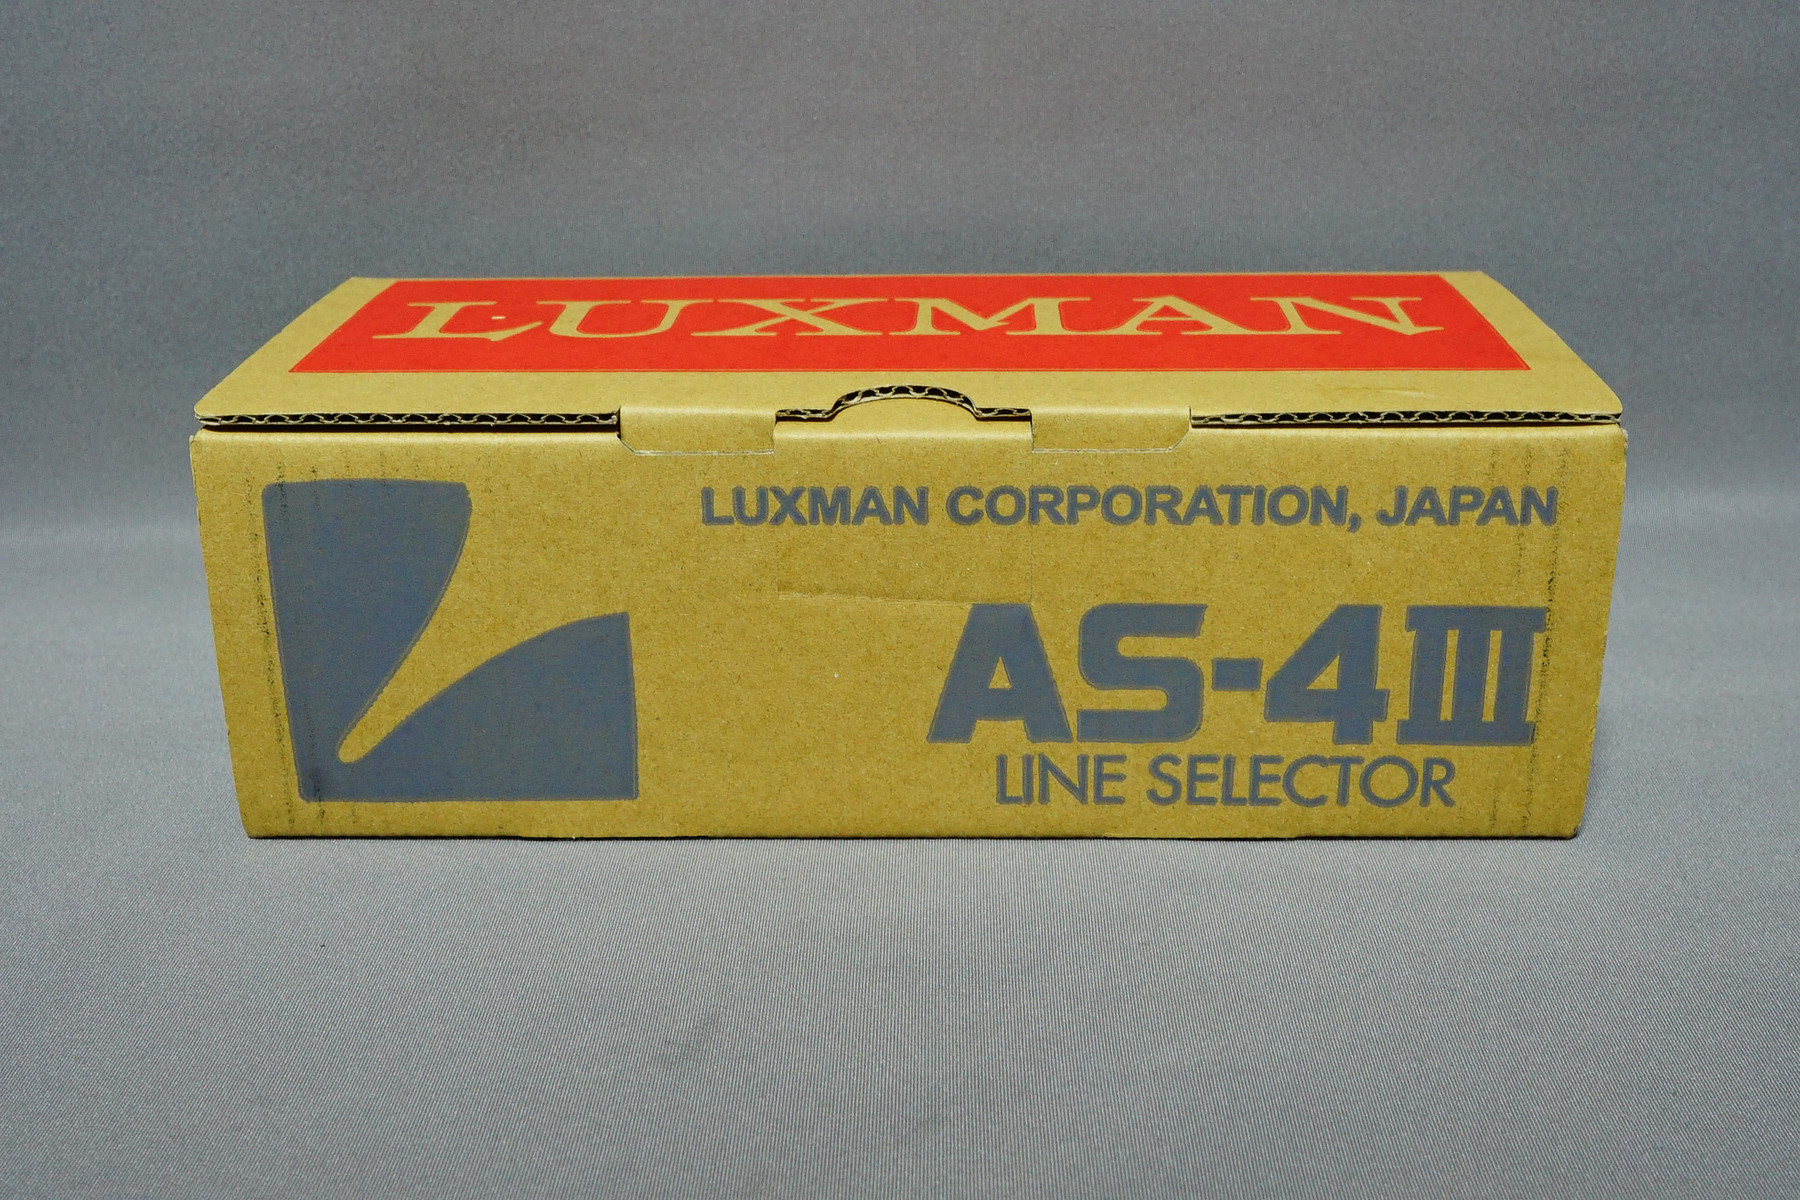 LUXMAN
LUXMAN CORPORATION, JAPAN
AS-4III
LINE SELECTOR